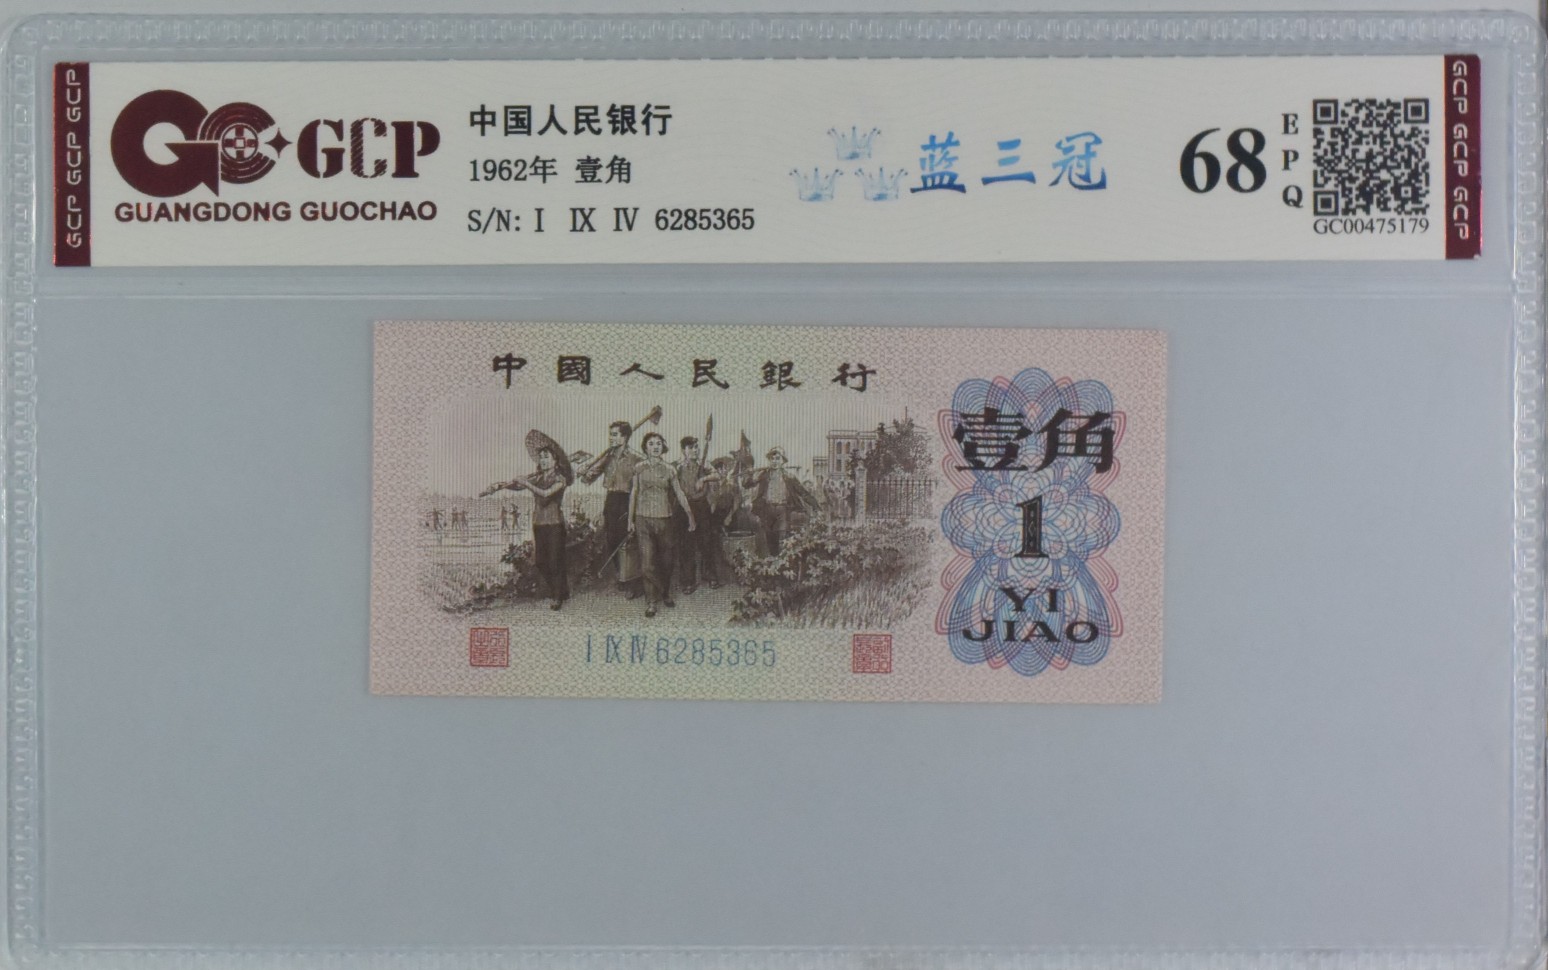 GCP GCP GCP
GCP
GUANGDONG GUOCHAO
中国人民银行
1962年 壹角
S/N: I IX IV 6285365
蓝三冠
68
EPQ
GC00475179
GCP GCP GCP
中國人民銀行
壹角
1
YI
JIAO
I IX IV 6285365